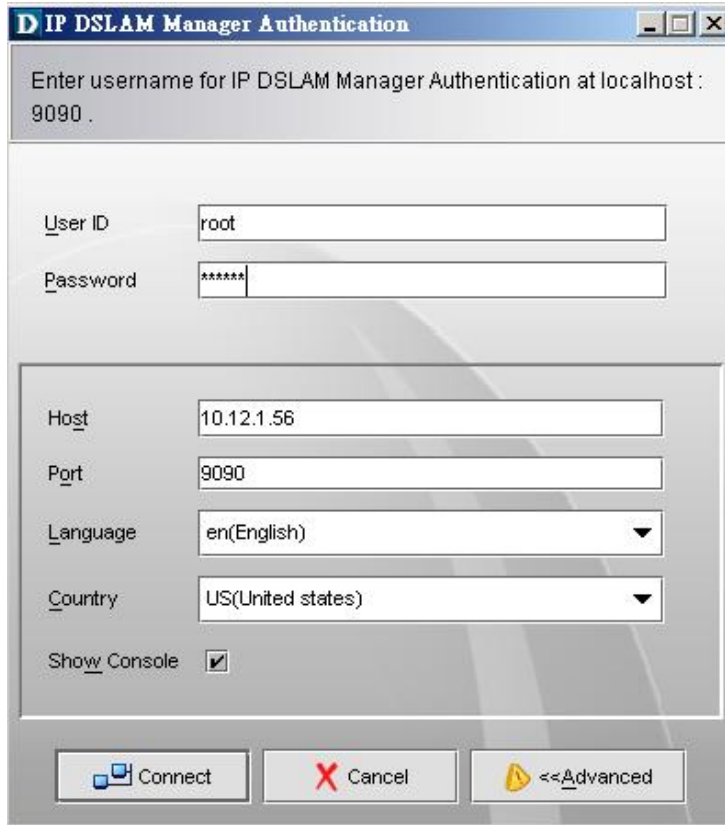 D IP DSLAM Manager Authentication
Enter username for IP DSLAM Manager Authentication at localhost :
9090 .
User ID root
Password ******
Host 10.12.1.56
Port 9090
Language en(English)
Country US(United states)
Show Console
Connect Cancel <<Advanced